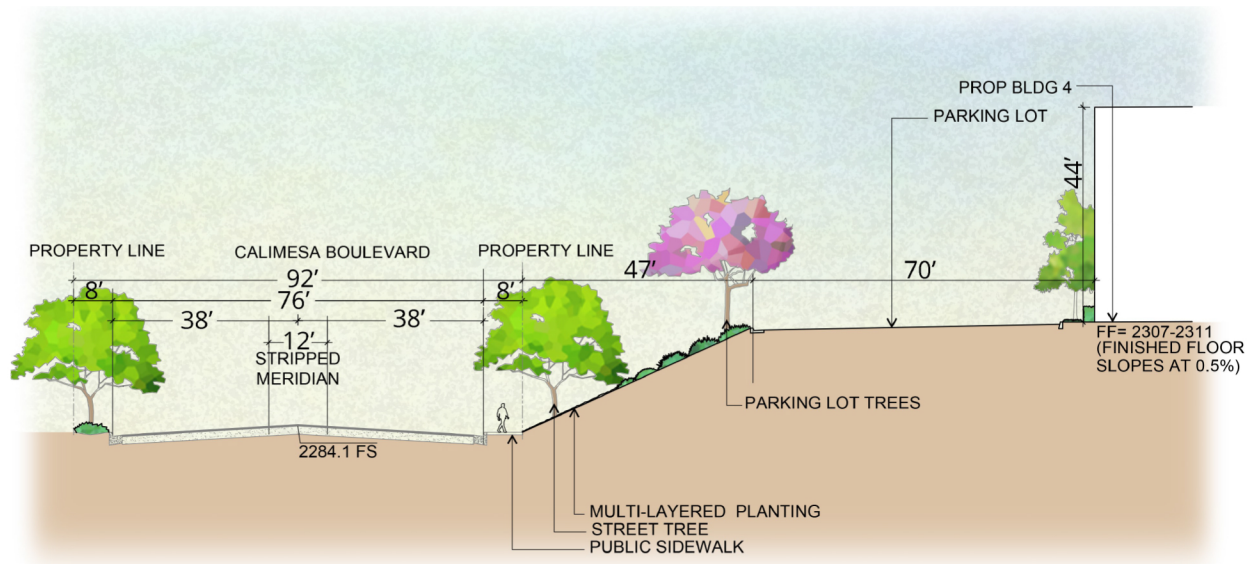 PROP BLDG 4
PARKING LOT
44'
PROPERTY LINE
CALIMESA BOULEVARD
PROPERTY LINE
92'
47'
70'
8'
76'
8'
38'
38'
12'
STRIPPED
MERIDIAN
FF= 2307-2311
(FINISHED FLOOR
SLOPES AT 0.5%)
PARKING LOT TREES
2284.1 FS
MULTI-LAYERED PLANTING
STREET TREE
PUBLIC SIDEWALK